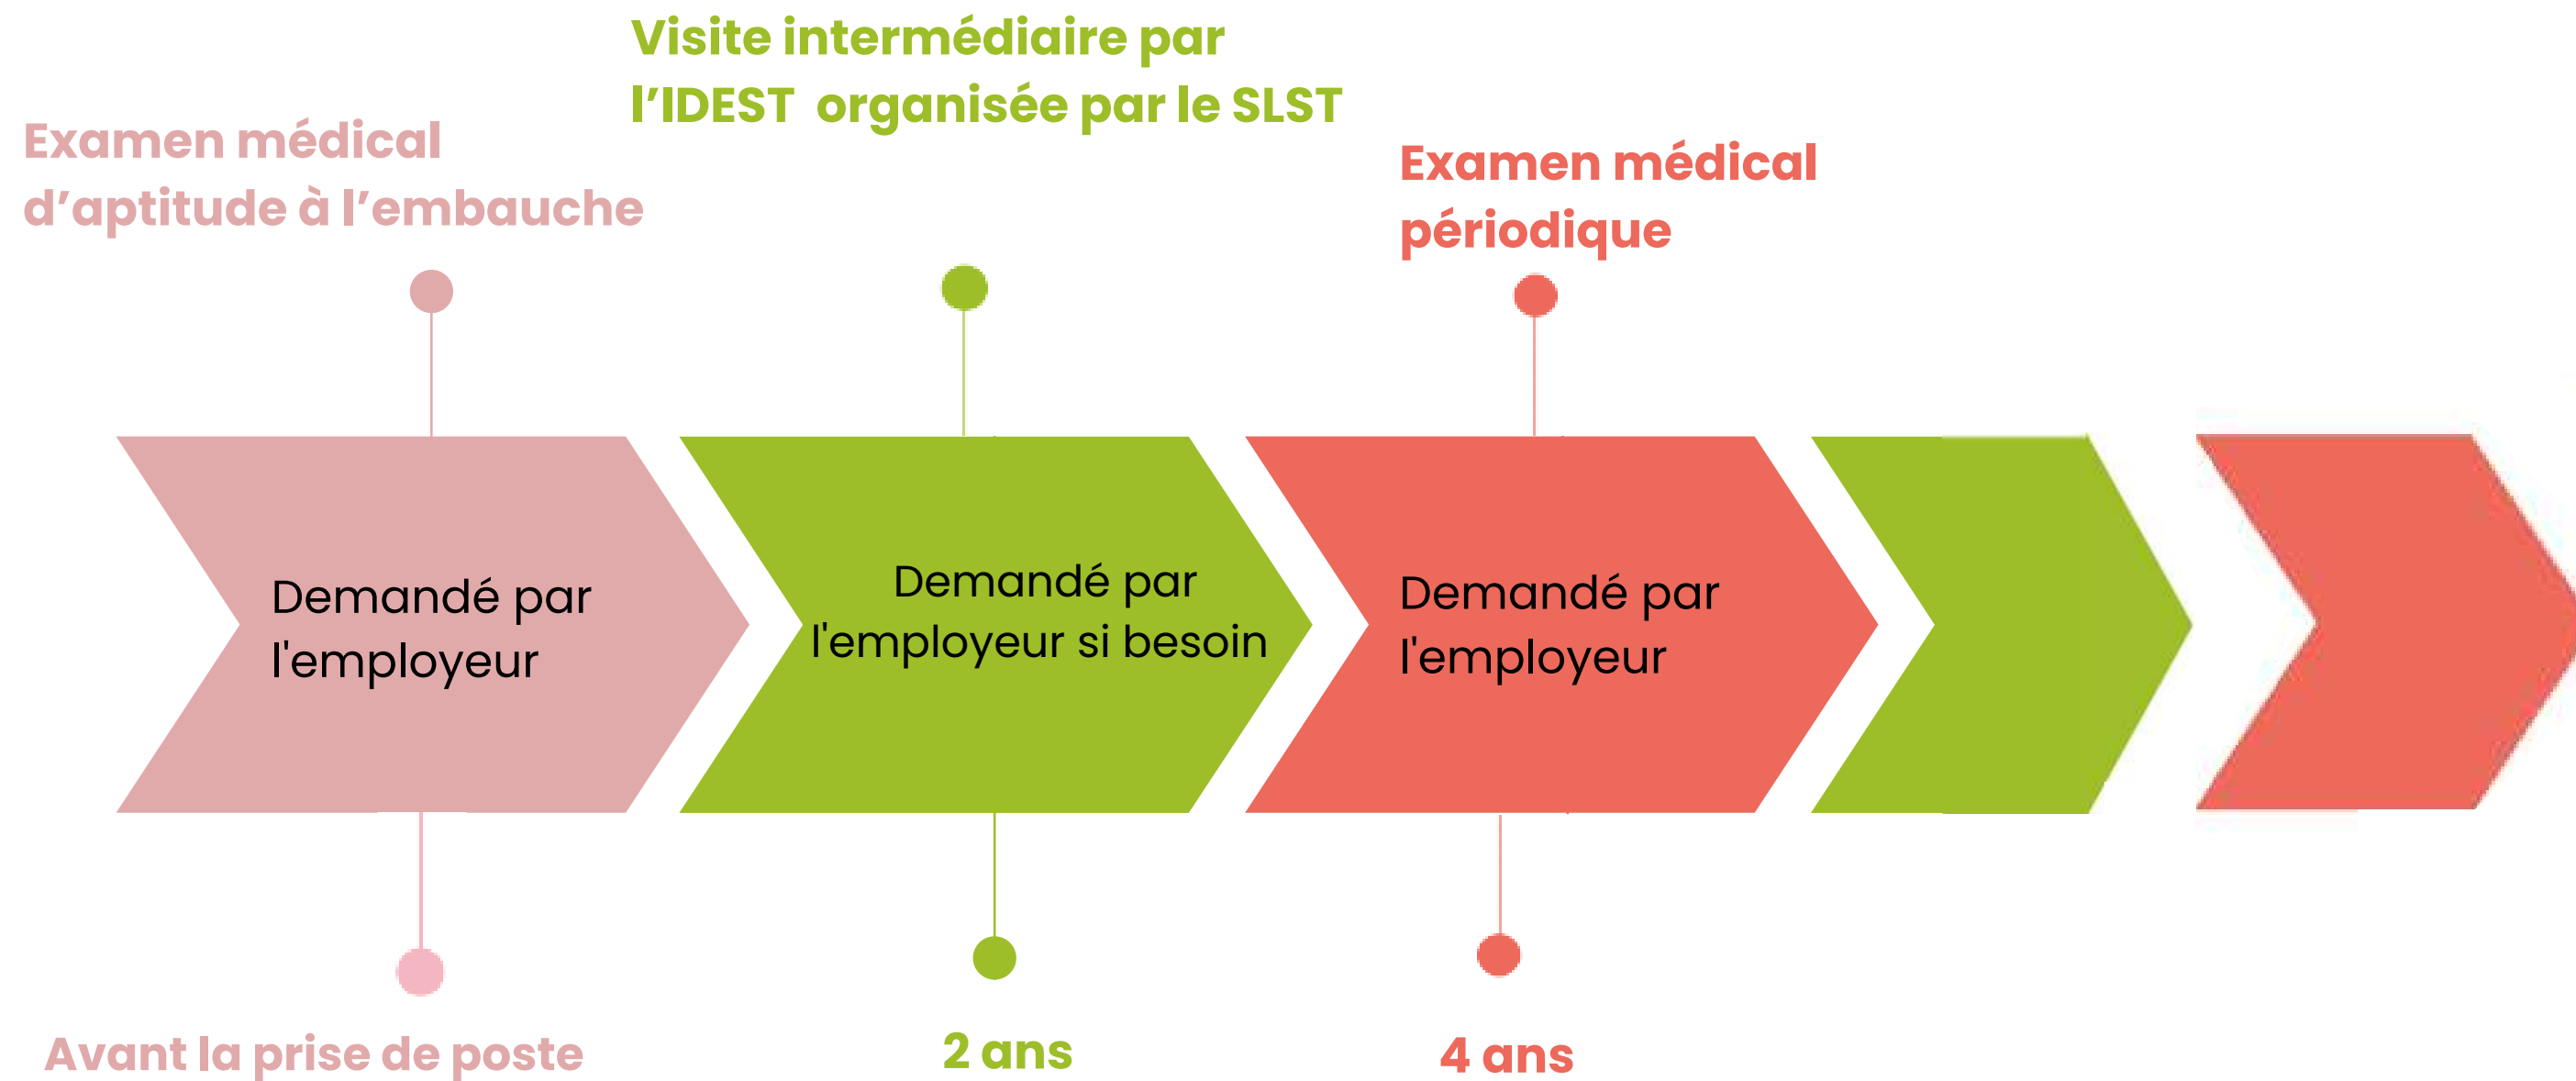 Visite intermédiaire par
l’IDEST organisée par le SLST
Examen médical
d’aptitude à l’embauche
Examen médical
périodique
Demandé par
l'employeur
Demandé par
l'employeur si besoin
Demandé par
l'employeur
Avant la prise de poste
2 ans
4 ans